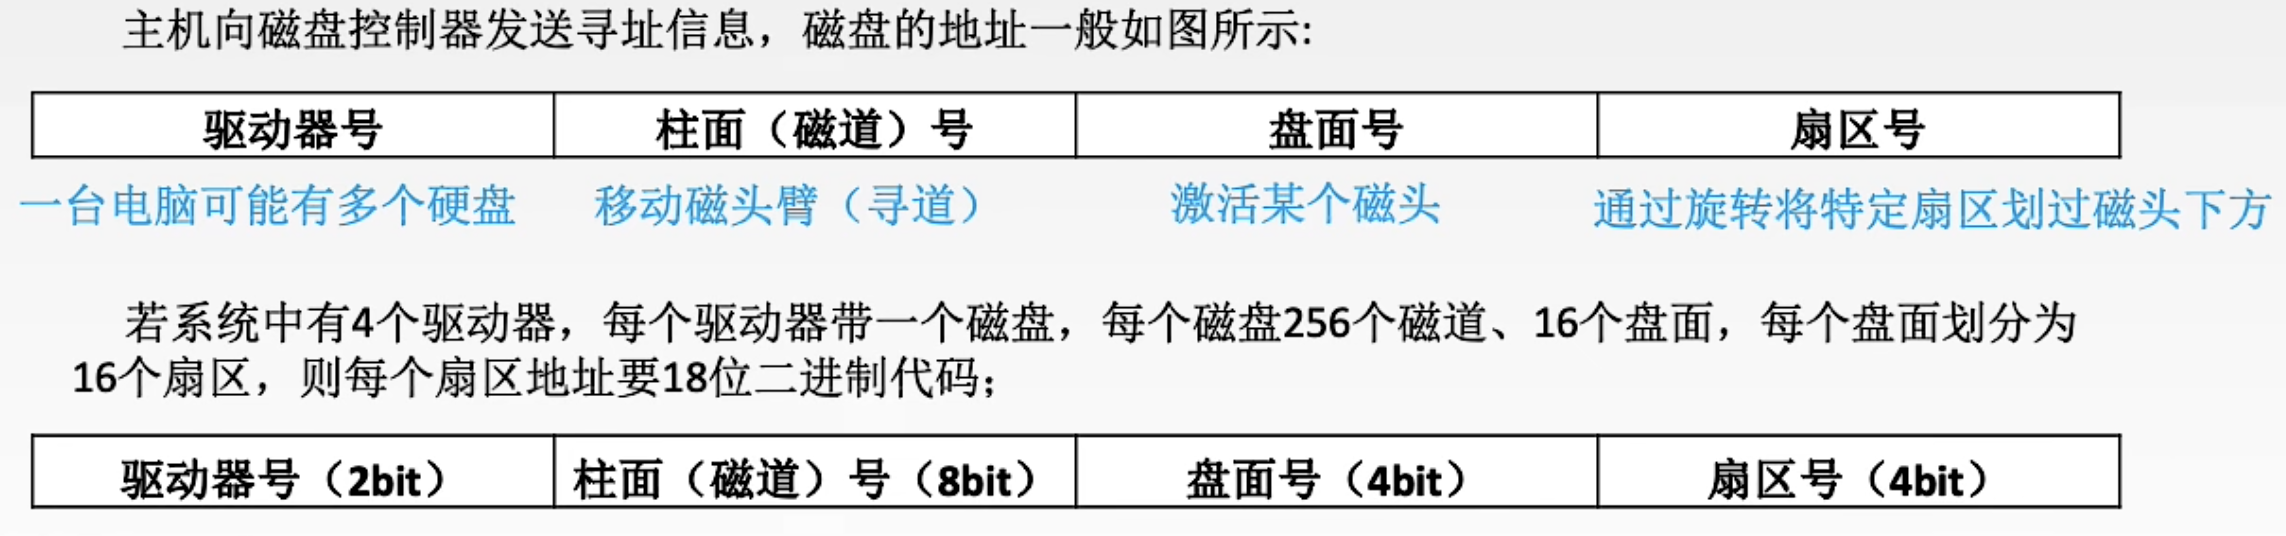 主机向磁盘控制器发送寻址信息，磁盘的地址一般如图所示:
驱动器号 柱面（磁道）号 盘面号 扇区号
一台电脑可能有多个硬盘 移动磁头臂（寻道） 激活某个磁头 通过旋转将特定扇区划过磁头下方
若系统中有4个驱动器，每个驱动器带一个磁盘，每个磁盘256个磁道、16个盘面，每个盘面划分为
16个扇区，则每个扇区地址要18位二进制代码；
驱动器号（2bit） 柱面（磁道）号（8bit） 盘面号（4bit） 扇区号（4bit）